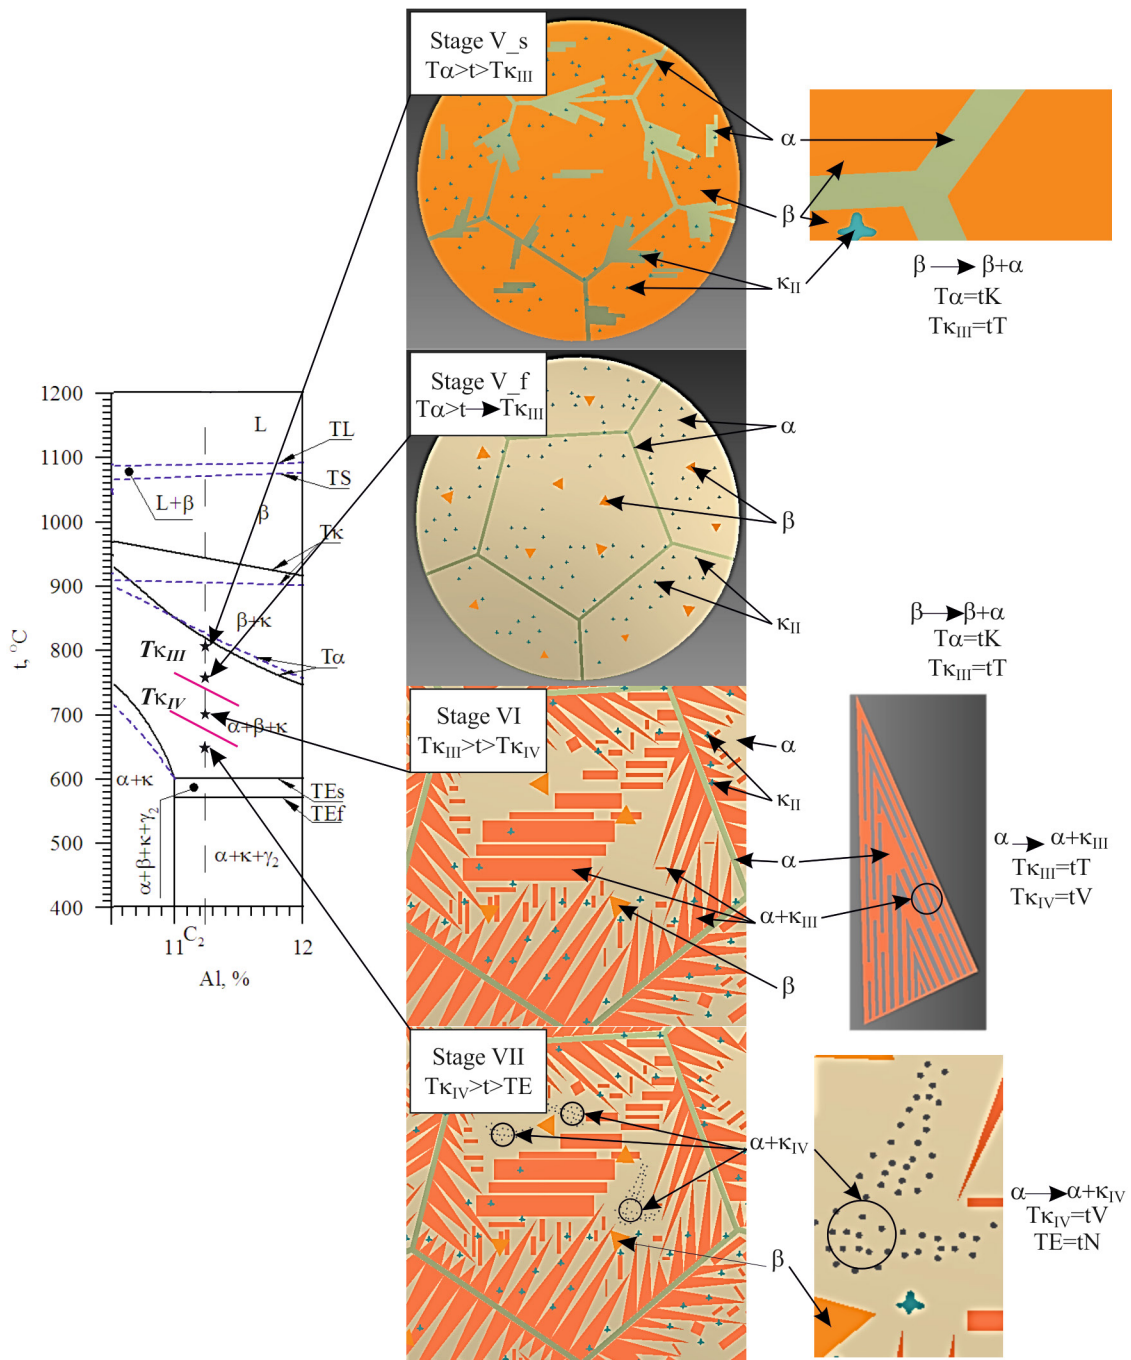 Stage V_s
Tα>t>TκIII
α
β
κII
β → β+α
Tα=tK
TκIII=tT
Stage V_f
Tα>t→TκIII
α
β
κII
β→β+α
Tα=tK
TκIII=tT
1200
1100
1000
900
800
700
600
500
400
t, °C
L
TL
TS
L+β
β
Tκ
β+κ
TκIII
Tα
TκIV
α+β+κ
α+κ
TEs
TEf
α+β+κ+γ2
α+κ+γ2
11
C2
12
Al, %
Stage VI
TκIII>t>TκIV
α
κII
α
α+κIII
β
α → α+κIII
TκIII=tT
TκIV=tV
Stage VII
TκIV>t>TE
α+κIV
β
α→α+κIV
TκIV=tV
TE=tN